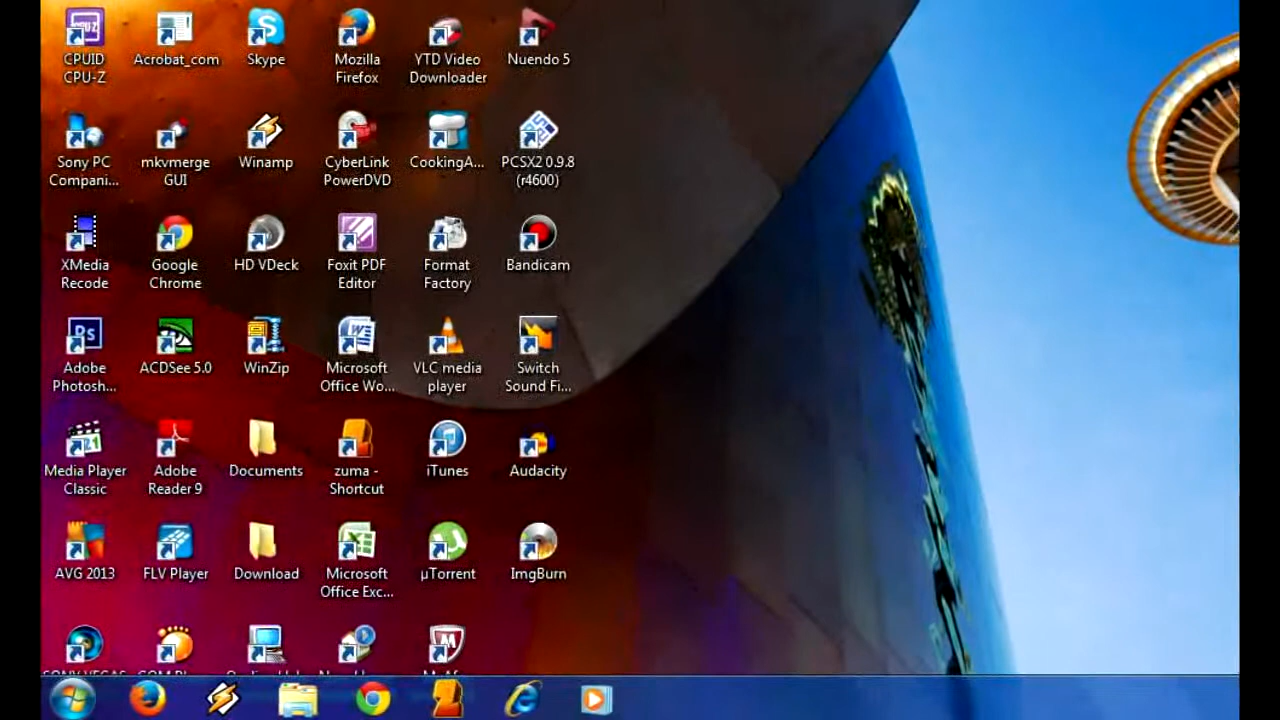 CPUID
CPU-Z
Acrobat_com
Skype
Mozilla
Firefox
YTD Video
Downloader
Nuendo 5
Sony PC
Compani...
mkvmerge
GUI
Winamp
CyberLink
PowerDVD
CookingA...
PCSX2 0.9.8
(r4600)
XMedia
Recode
Google
Chrome
HD VDeck
Foxit PDF
Editor
Format
Factory
Bandicam
Adobe
Photosh...
ACDSee 5.0
WinZip
Microsoft
Office Wo...
VLC media
player
Switch
Sound Fi...
Media Player
Classic
Adobe
Reader 9
Documents
zuma -
Shortcut
iTunes
Audacity
AVG 2013
FLV Player
Download
Microsoft
Office Exc...
µTorrent
ImgBurn